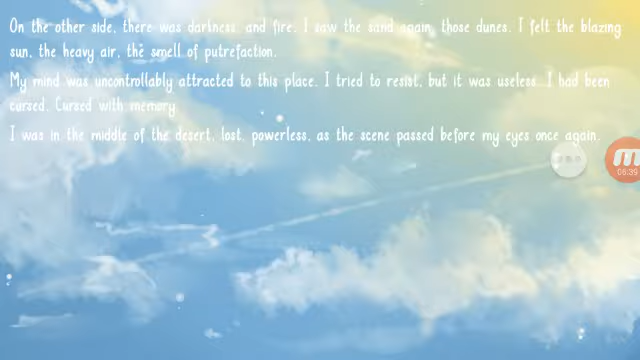 On the other side, there was darkness, and fire. I saw the sand again, those dunes. I felt the blazing
sun, the heavy air, the smell of putrefaction.
My mind was uncontrollably attracted to this place. I tried to resist, but it was useless. I had been
cursed. Cursed with memory.
I was in the middle of the desert, lost, powerless, as the scene passed before my eyes once again.
06:39